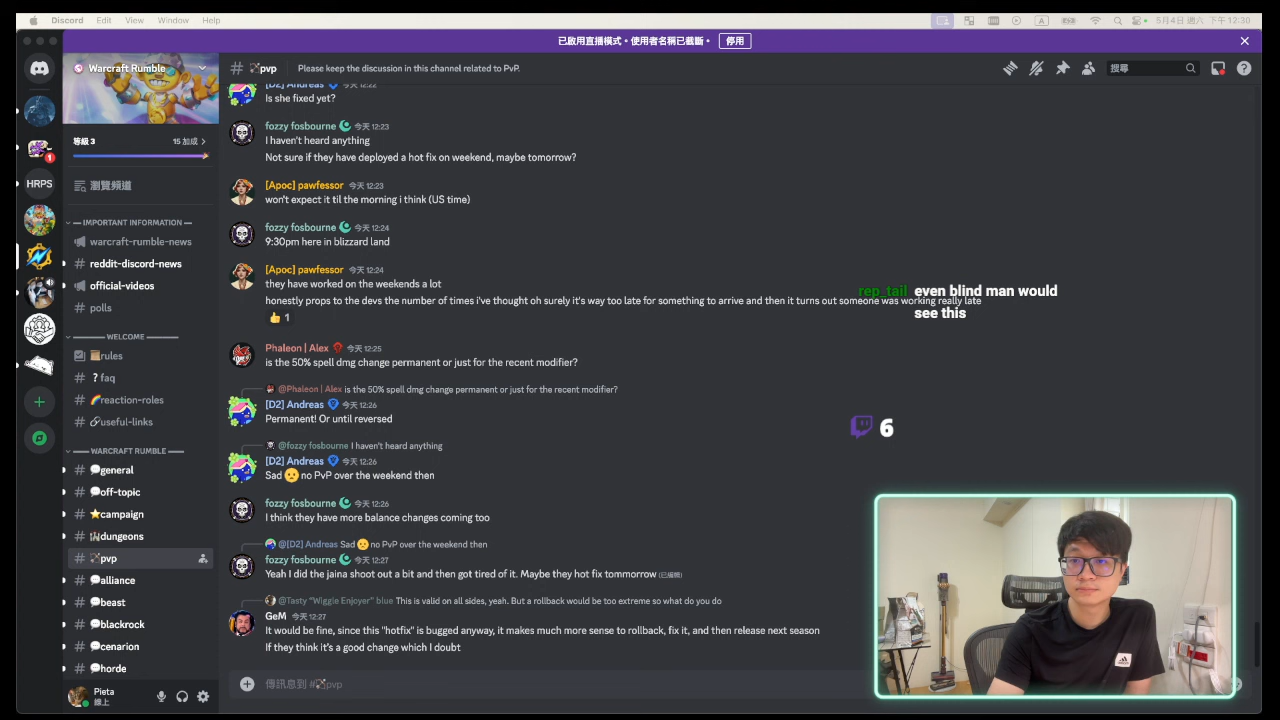 Discord Edit View Window Help
A
5月4日 週六 下午 12:30
已啟用直播模式。使用者名稱已截斷。 停用
Warcraft Rumble
pvp Please keep the discussion in this channel related to PvP.
搜尋
等級 3 15 加成
瀏覽頻道
IMPORTANT INFORMATION
warcraft-rumble-news
reddit-discord-news
official-videos
polls
WELCOME
rules
? faq
reaction-roles
useful-links
WARCRAFT RUMBLE
general
off-topic
campaign
dungeons
pvp
alliance
beast
blackrock
cenarion
horde
HRPS
1
Pieta
線上
[D2] Andreas 今天 12:22
Is she fixed yet?
fozzy fosbourne 今天 12:23
I haven't heard anything
Not sure if they have deployed a hot fix on weekend, maybe tomorrow?
[Apoc] pawfessor 今天 12:23
won't expect it til the morning i think (US time)
fozzy fosbourne 今天 12:24
9:30pm here in blizzard land
[Apoc] pawfessor 今天 12:24
they have worked on the weekends a lot
honestly props to the devs the number of times i've thought oh surely it's way too late for something to arrive and then it turns out someone was working really late
1
Phaleon | Alex 今天 12:25
is the 50% spell dmg change permanent or just for the recent modifier?
@Phaleon | Alex is the 50% spell dmg change permanent or just for the recent modifier?
[D2] Andreas 今天 12:26
Permanent! Or until reversed
@fozzy fosbourne I haven't heard anything
[D2] Andreas 今天 12:26
Sad no PvP over the weekend then
fozzy fosbourne 今天 12:26
I think they have more balance changes coming too
@[D2] Andreas Sad no PvP over the weekend then
fozzy fosbourne 今天 12:27
Yeah I did the jaina shoot out a bit and then got tired of it. Maybe they hot fix tommorrow (已編輯)
@Tasty "Wiggle Enjoyer" blue This is valid on all sides, yeah. But a rollback would be too extreme so what do you do
GeM 今天 12:27
It would be fine, since this "hotfix" is bugged anyway, it makes much more sense to rollback, fix it, and then release next season
If they think it's a good change which I doubt
傳訊息到 #pvp
rep_tail even blind man would
see this
6
adidas